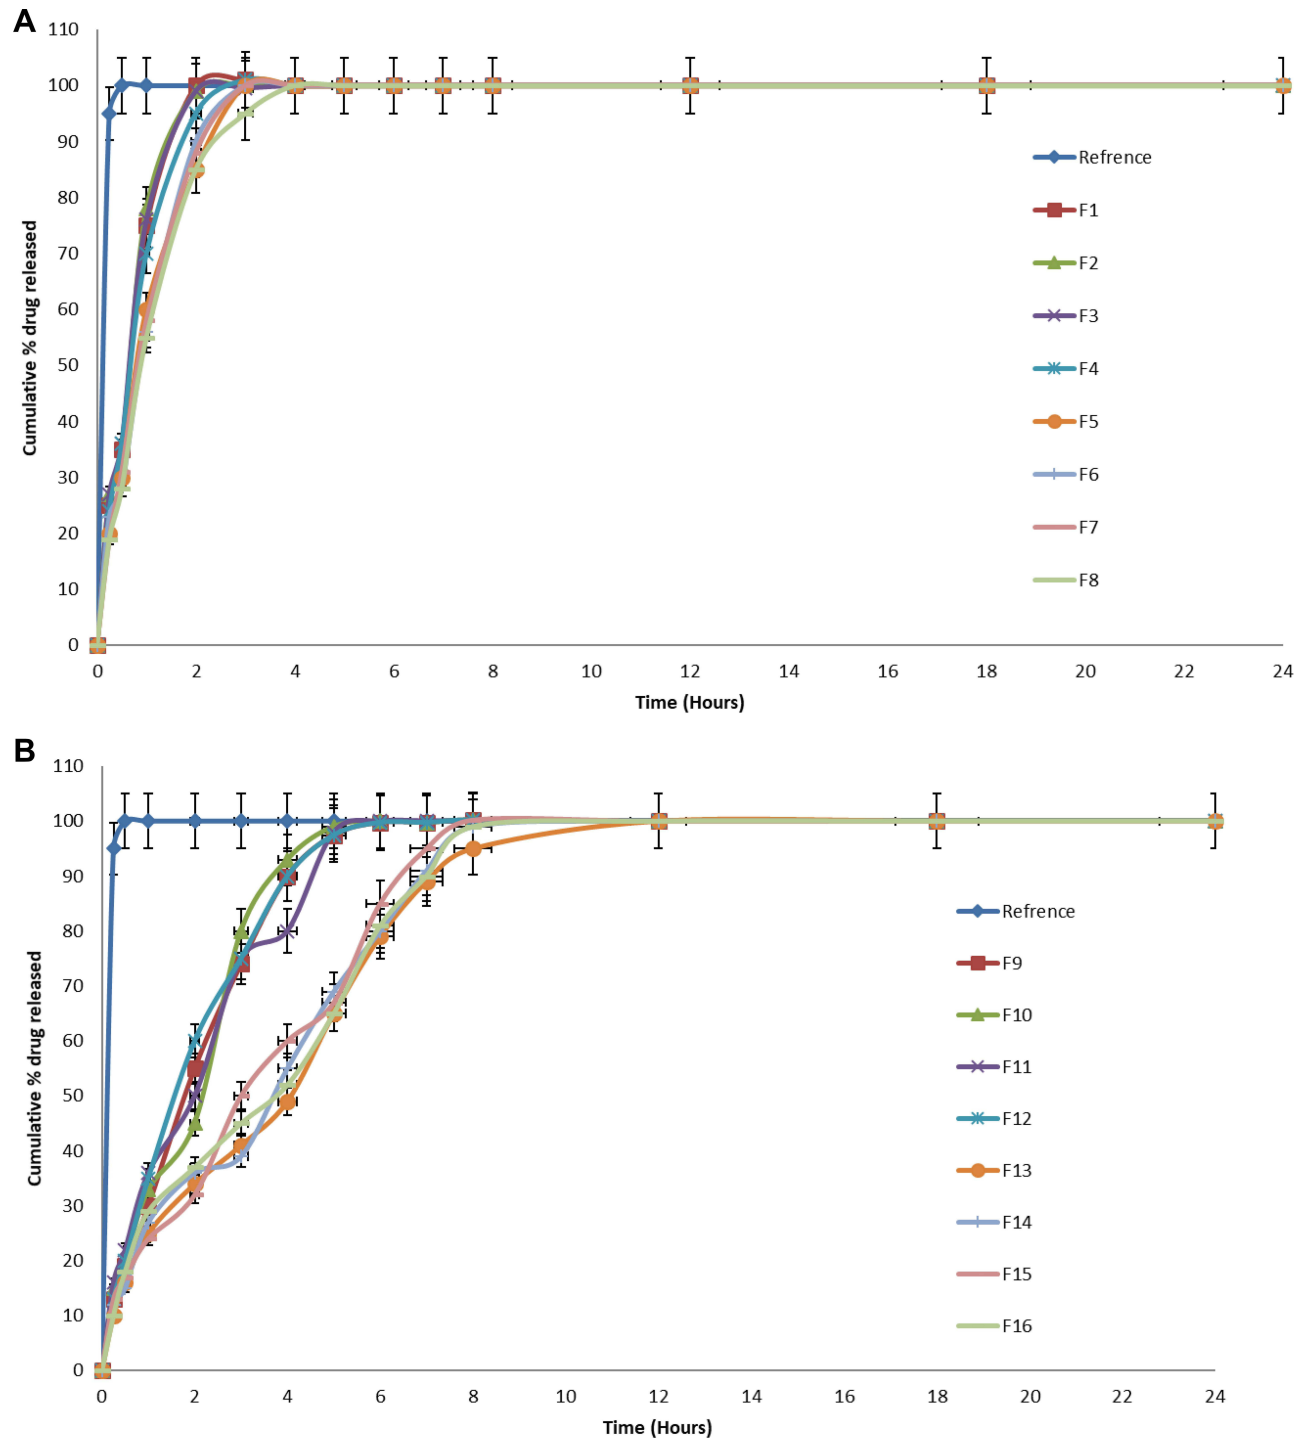 A
110
100
90
80
70
60
50
40
30
20
10
0
Cumulative % drug released
0 2 4 6 8 10 12 14 16 18 20 22 24
Time (Hours)
Refrence
F1
F2
F3
F4
F5
F6
F7
F8
B
110
100
90
80
70
60
50
40
30
20
10
0
Cumulative % drug released
0 2 4 6 8 10 12 14 16 18 20 22 24
Time (Hours)
Refrence
F9
F10
F11
F12
F13
F14
F15
F16